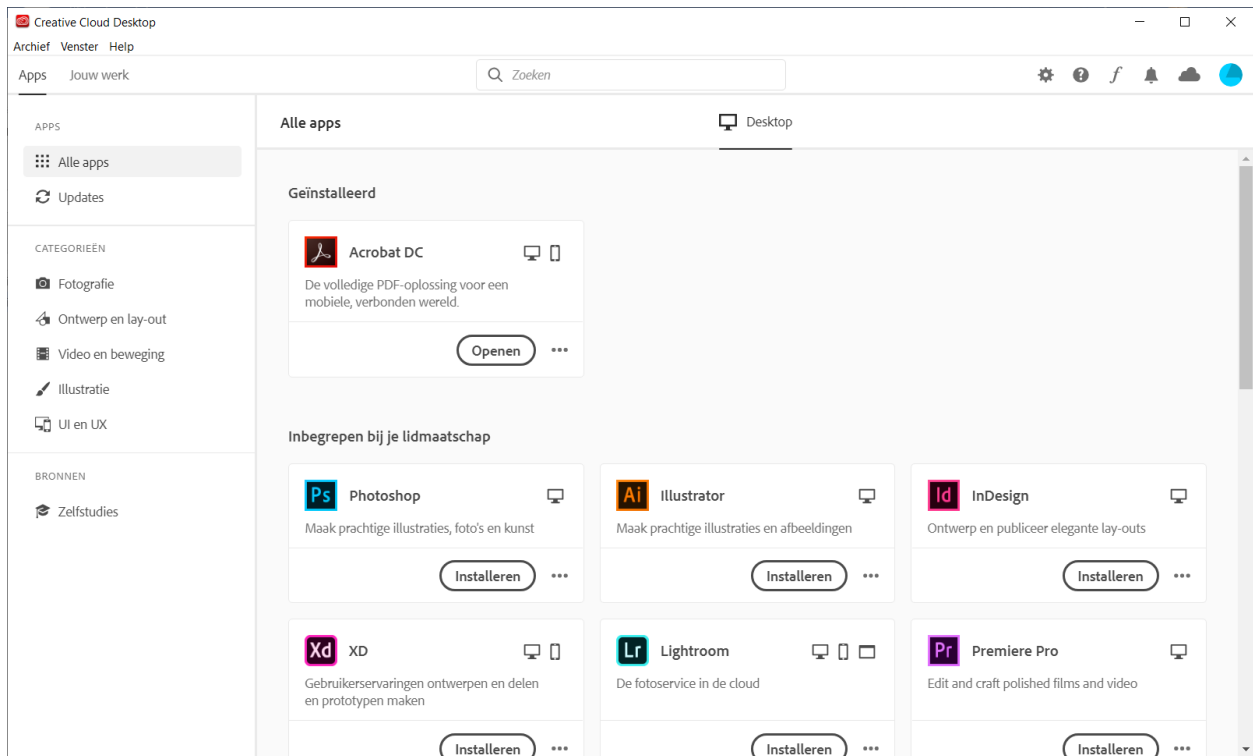 Creative Cloud Desktop
Archief Venster Help
Apps Jouw werk Zoeken
APPS
Alle apps
Updates
CATEGORIEËN
Fotografie
Ontwerp en lay-out
Video en beweging
Illustratie
UI en UX
BRONNEN
Zelfstudies
Alle apps Desktop
Geïnstalleerd
Acrobat DC
De volledige PDF-oplossing voor een
mobiele, verbonden wereld.
Openen
Inbegrepen bij je lidmaatschap
Ps Photoshop
Maak prachtige illustraties, foto's en kunst
Installeren
Ai Illustrator
Maak prachtige illustraties en afbeeldingen
Installeren
Id InDesign
Ontwerp en publiceer elegante lay-outs
Installeren
Xd XD
Gebruikerservaringen ontwerpen en delen
en prototypen maken
Installeren
Lr Lightroom
De fotoservice in de cloud
Installeren
Pr Premiere Pro
Edit and craft polished films and video
Installeren